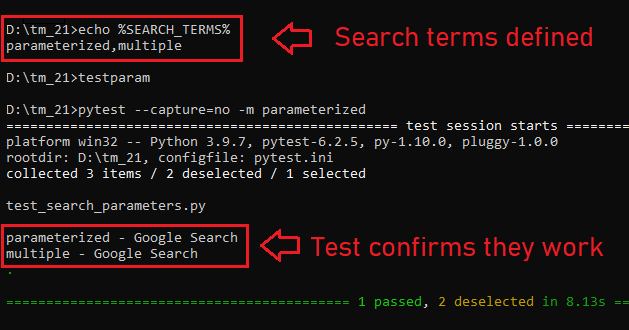 D:\tm_21>echo %SEARCH_TERMS%
parameterized,multiple
Search terms defined
D:\tm_21>testparam
D:\tm_21>pytest --capture=no -m parameterized
================================================= test session starts =========
platform win32 -- Python 3.9.7, pytest-6.2.5, py-1.10.0, pluggy-1.0.0
rootdir: D:\tm_21, configfile: pytest.ini
collected 3 items / 2 deselected / 1 selected
test_search_parameters.py
parameterized - Google Search
multiple - Google Search
Test confirms they work
.
=========================================== 1 passed, 2 deselected in 8.13s ===